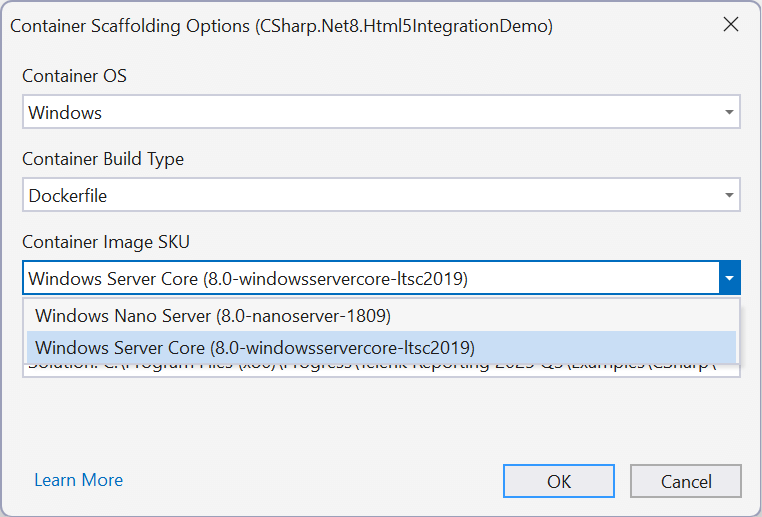 Container Scaffolding Options (CSharp.Net8.Html5IntegrationDemo)
Container OS
Windows
Container Build Type
Dockerfile
Container Image SKU
Windows Server Core (8.0-windowsservercore-ltsc2019)
Windows Nano Server (8.0-nanoserver-1809)
Windows Server Core (8.0-windowsservercore-ltsc2019)
Solution: C:\Program Files (x86)\Progress\Telerik Reporting 2025 Q3\Examples\CSharp\
Learn More
OK
Cancel